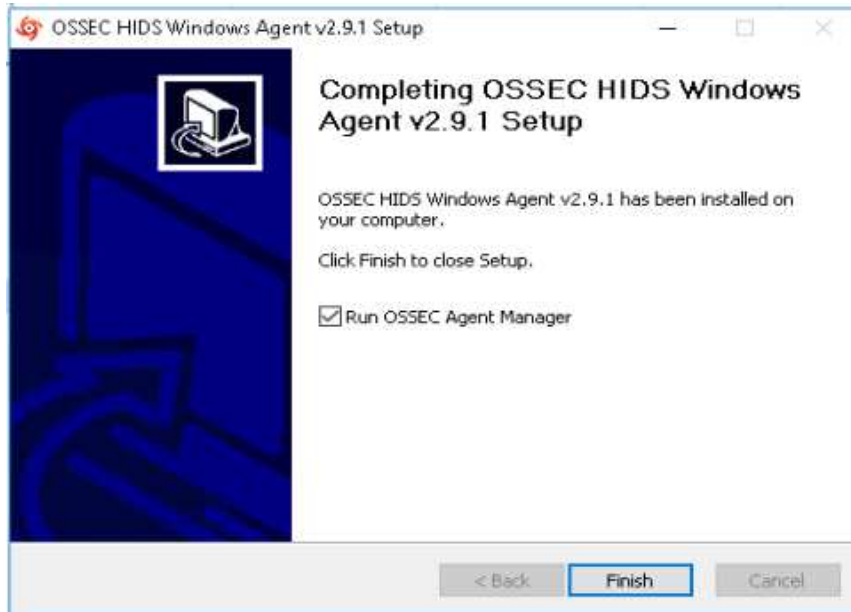 OSSEC HIDS Windows Agent v2.9.1 Setup
Completing OSSEC HIDS Windows
Agent v2.9.1 Setup
OSSEC HIDS Windows Agent v2.9.1 has been installed on
your computer.
Click Finish to close Setup.
Run OSSEC Agent Manager
< Back
Finish
Cancel